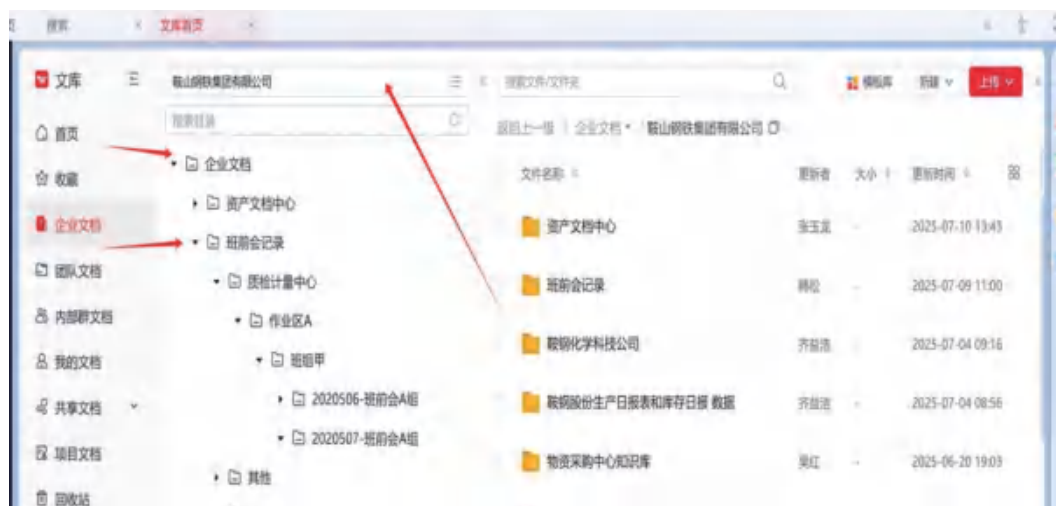 搜索 文库首页
文库
鞍山钢铁集团有限公司
搜索文件/文件夹
模板库 新建 上传
首页
搜索目录
返回上一级 | 企业文档 鞍山钢铁集团有限公司
收藏
企业文档
文件名称 更新者 大小 更新时间
企业文档
资产文档中心
资产文档中心 张玉龙 - 2025-07-10 13:43
班前会记录
团队文档
质检计量中心
班前会记录 韩松 - 2025-07-09 11:00
内部群文档
作业区A
鞍钢化学科技公司 齐益浩 - 2025-07-04 09:16
我的文档
班组甲
共享文档
2020506-班前会A组
鞍钢股份生产日报表和库存日报 数据 齐益浩 - 2025-07-04 08:56
项目文档
2020507-班前会A组
物资采购中心知识库 吴红 - 2025-06-20 19:03
其他
回收站